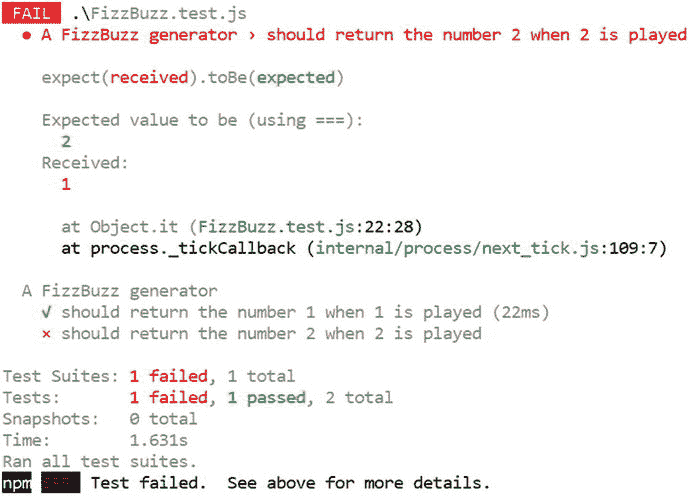 FAIL .\FizzBuzz.test.js
● A FizzBuzz generator › should return the number 2 when 2 is played
expect(received).toBe(expected)
Expected value to be (using ===):
2
Received:
1
at Object.it (FizzBuzz.test.js:22:28)
at process._tickCallback (internal/process/next_tick.js:109:7)
A FizzBuzz generator
√ should return the number 1 when 1 is played (22ms)
× should return the number 2 when 2 is played
Test Suites: 1 failed, 1 total
Tests: 1 failed, 1 passed, 2 total
Snapshots: 0 total
Time: 1.631s
Ran all test suites.
npm Test failed. See above for more details.